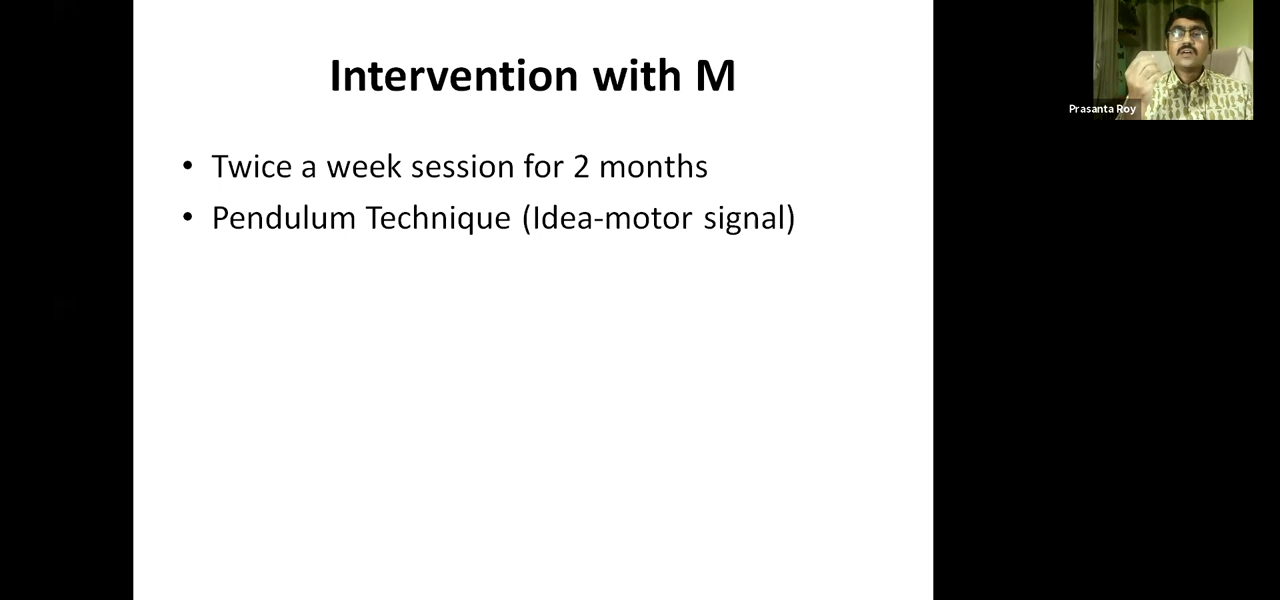 Intervention with M
• Twice a week session for 2 months
• Pendulum Technique (Idea-motor signal)
Prasanta Roy